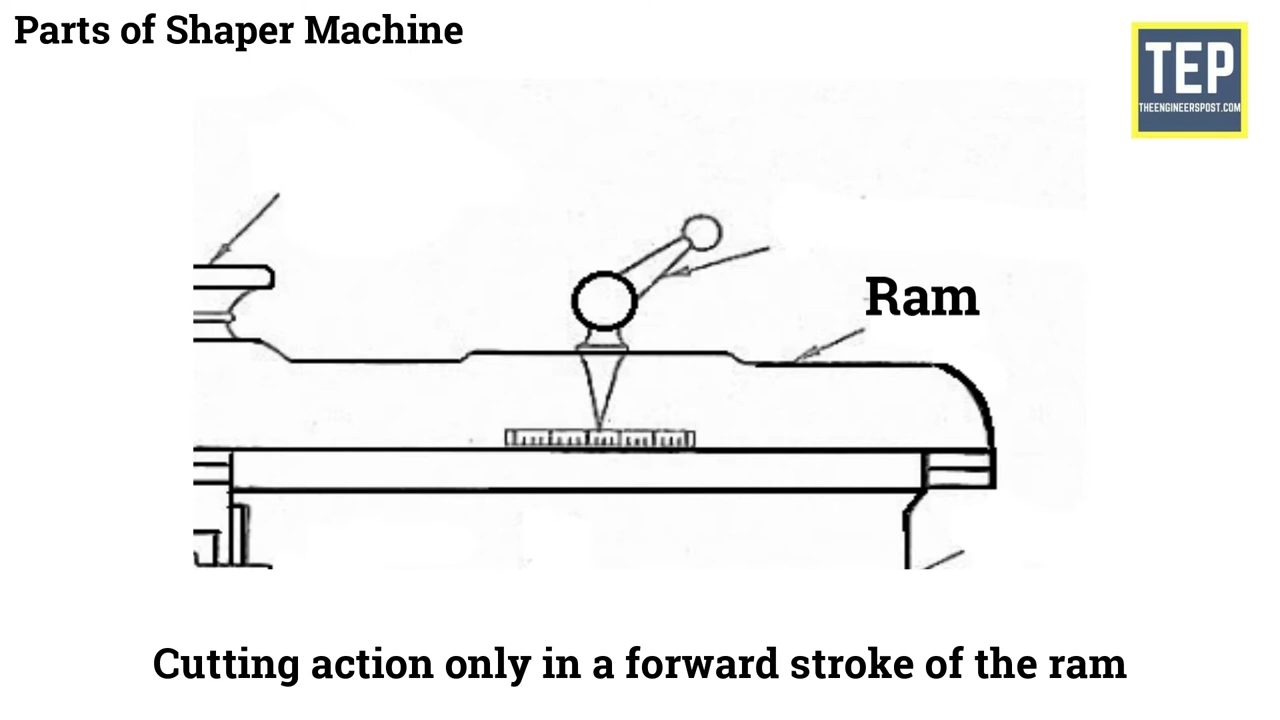 Parts of Shaper Machine
TEP
THEENGINEERSPOST.COM
Ram
Cutting action only in a forward stroke of the ram